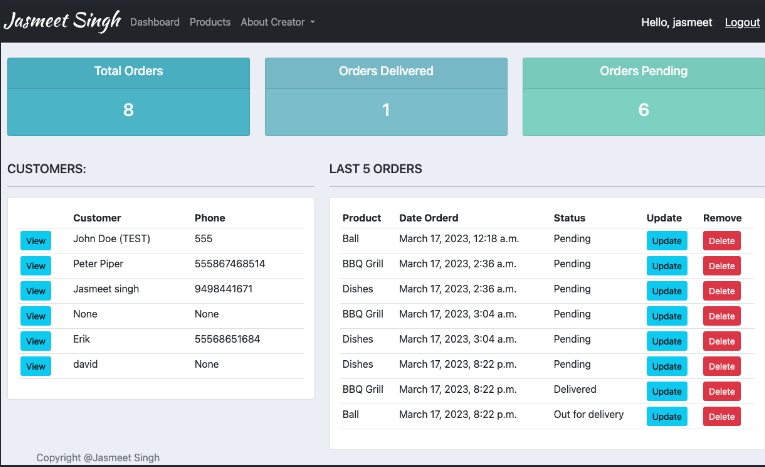 Jasmeet Singh Dashboard Products About Creator Hello, jasmeet Logout
Total Orders
8
Orders Delivered
1
Orders Pending
6
CUSTOMERS:
Customer Phone
View John Doe (TEST) 555
View Peter Piper 555867468514
View Jasmeet singh 9498441671
View None None
View Erik 55568651684
View david None
LAST 5 ORDERS
Product Date Orderd Status Update Remove
Ball March 17, 2023, 12:18 a.m. Pending Update Delete
BBQ Grill March 17, 2023, 2:36 a.m. Pending Update Delete
Dishes March 17, 2023, 2:36 a.m. Pending Update Delete
BBQ Grill March 17, 2023, 3:04 a.m. Pending Update Delete
Dishes March 17, 2023, 3:04 a.m. Pending Update Delete
Dishes March 17, 2023, 8:22 p.m. Pending Update Delete
BBQ Grill March 17, 2023, 8:22 p.m. Delivered Update Delete
Ball March 17, 2023, 8:22 p.m. Out for delivery Update Delete
Copyright @Jasmeet Singh